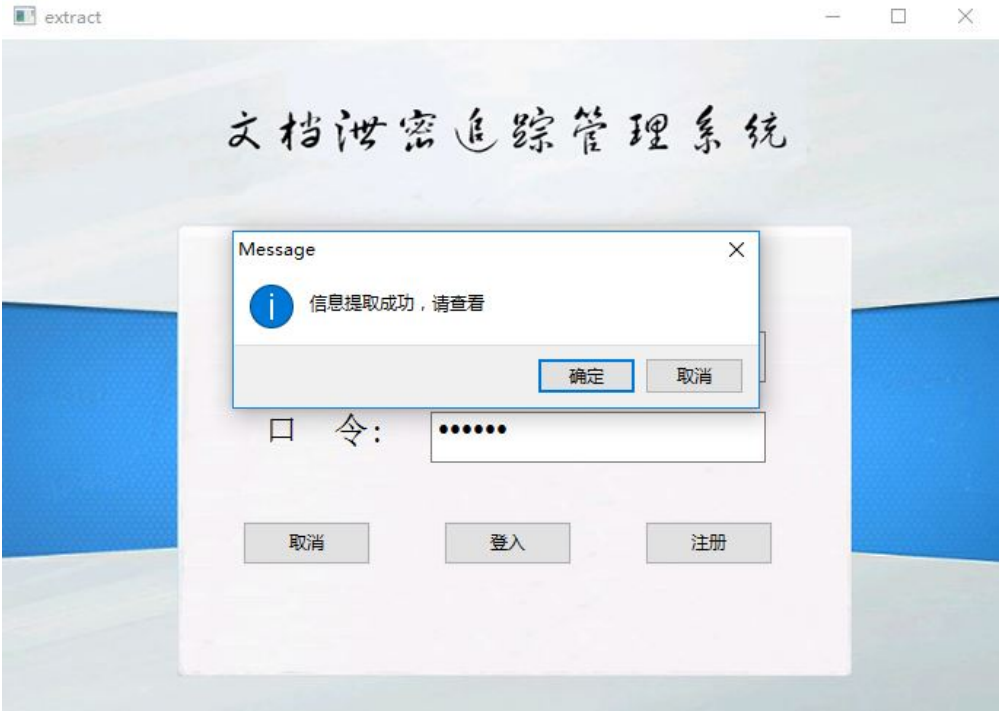 extract
文档泄密追踪管理系统
Message
信息提取成功，请查看
确定 取消
口 令:
取消 登入 注册